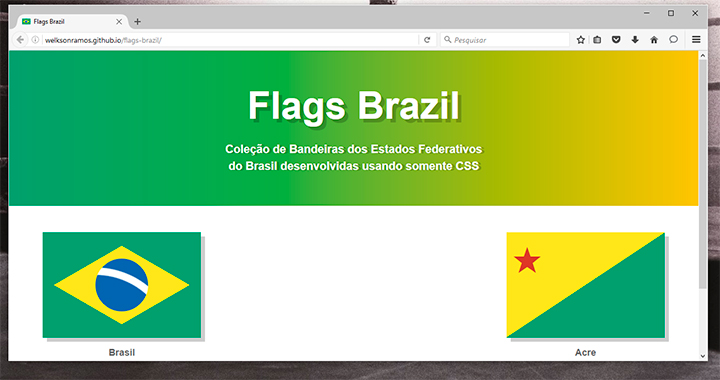 Flags Brazil
welksonramos.github.io/flags-brazil/
Pesquisar
Flags Brazil
Coleção de Bandeiras dos Estados Federativos
do Brasil desenvolvidas usando somente CSS
Brasil
Acre